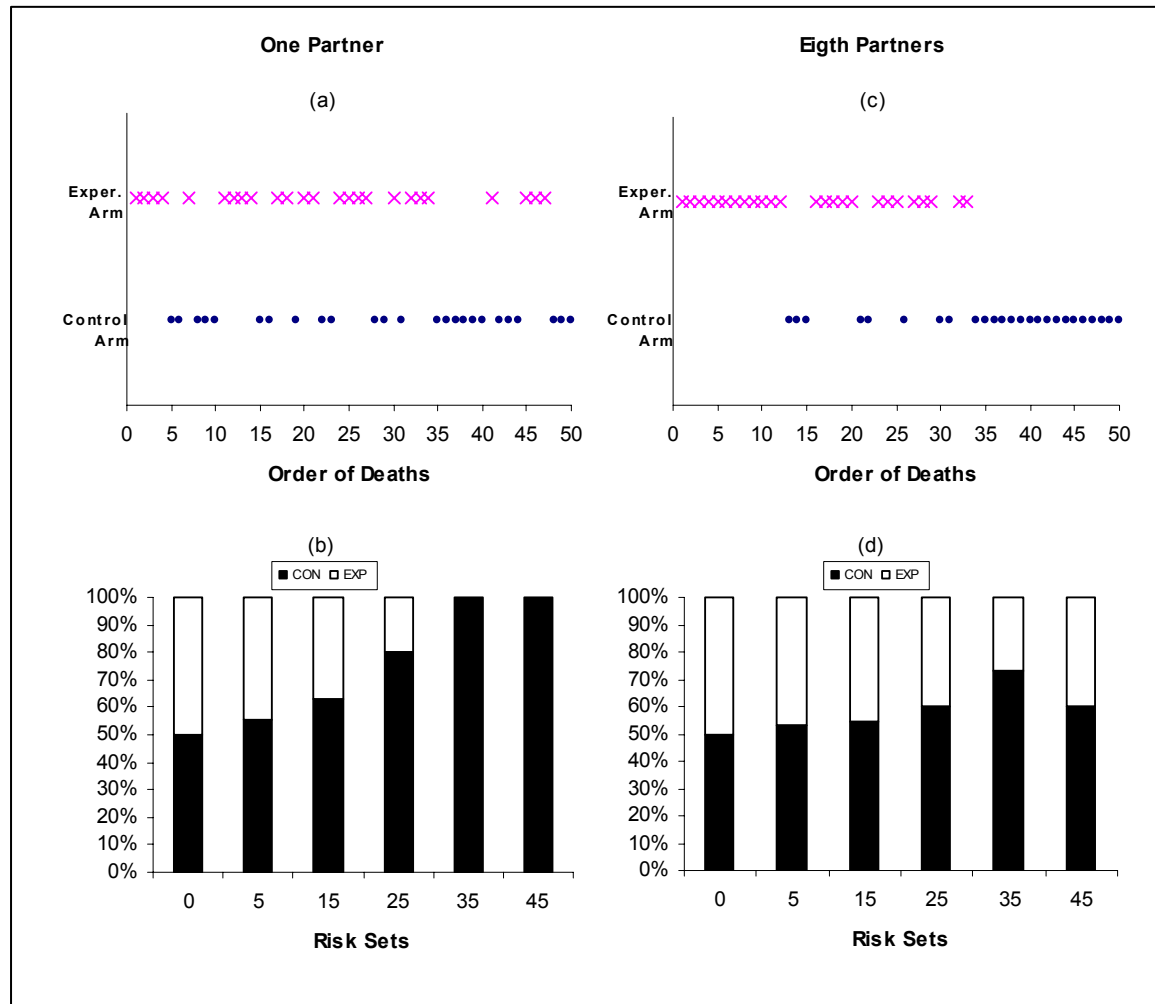 One Partner
(a)
Exper.
Arm
Control
Arm
0 5 10 15 20 25 30 35 40 45 50
Order of Deaths
(b)
CON EXP
100%
90%
80%
70%
60%
50%
40%
30%
20%
10%
0%
0 5 15 25 35 45
Risk Sets
Eigth Partners
(c)
Exper.
Arm
Control
Arm
0 5 10 15 20 25 30 35 40 45 50
Order of Deaths
(d)
CON EXP
100%
90%
80%
70%
60%
50%
40%
30%
20%
10%
0%
0 5 15 25 35 45
Risk Sets